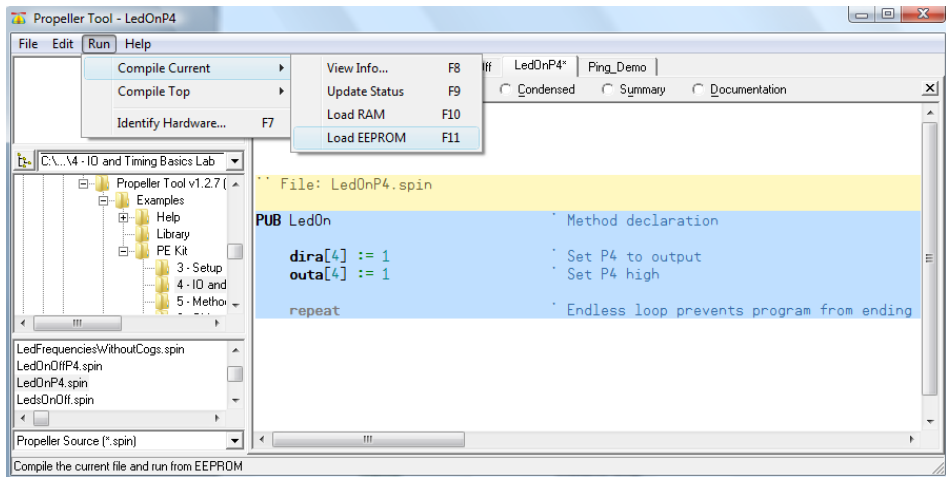 Propeller Tool - LedOnP4
File Edit Run Help
Compile Current
Compile Top
Identify Hardware... F7
View Info... F8
Update Status F9
Load RAM F10
Load EEPROM F11
LedOnP4* Ping_Demo
Condensed Summary Documentation
C:\...\4 - IO and Timing Basics Lab
Propeller Tool v1.2.7 (
Examples
Help
Library
PE Kit
3 - Setup
4 - IO and
5 - Metho
LedFrequenciesWithoutCogs.spin
LedOnOffP4.spin
LedOnP4.spin
LedsOnOff.spin
Propeller Source (*.spin)
'' File: LedOnP4.spin
PUB LedOn ' Method declaration
dira[4] := 1 ' Set P4 to output
outa[4] := 1 ' Set P4 high
repeat ' Endless loop prevents program from ending
Compile the current file and run from EEPROM